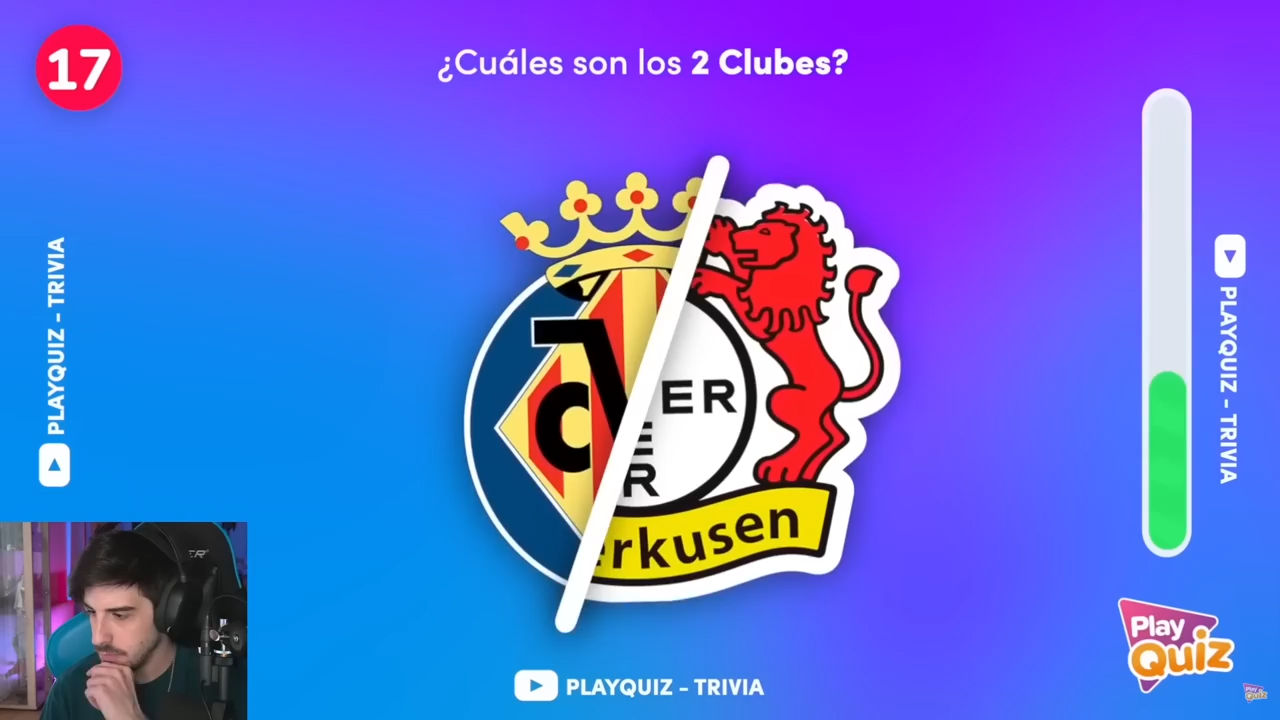 17
¿Cuáles son los 2 Clubes?
PLAYQUIZ - TRIVIA
ER
E
R
erkusen
PLAYQUIZ - TRIVIA
Play
Quiz
PLAYQUIZ - TRIVIA